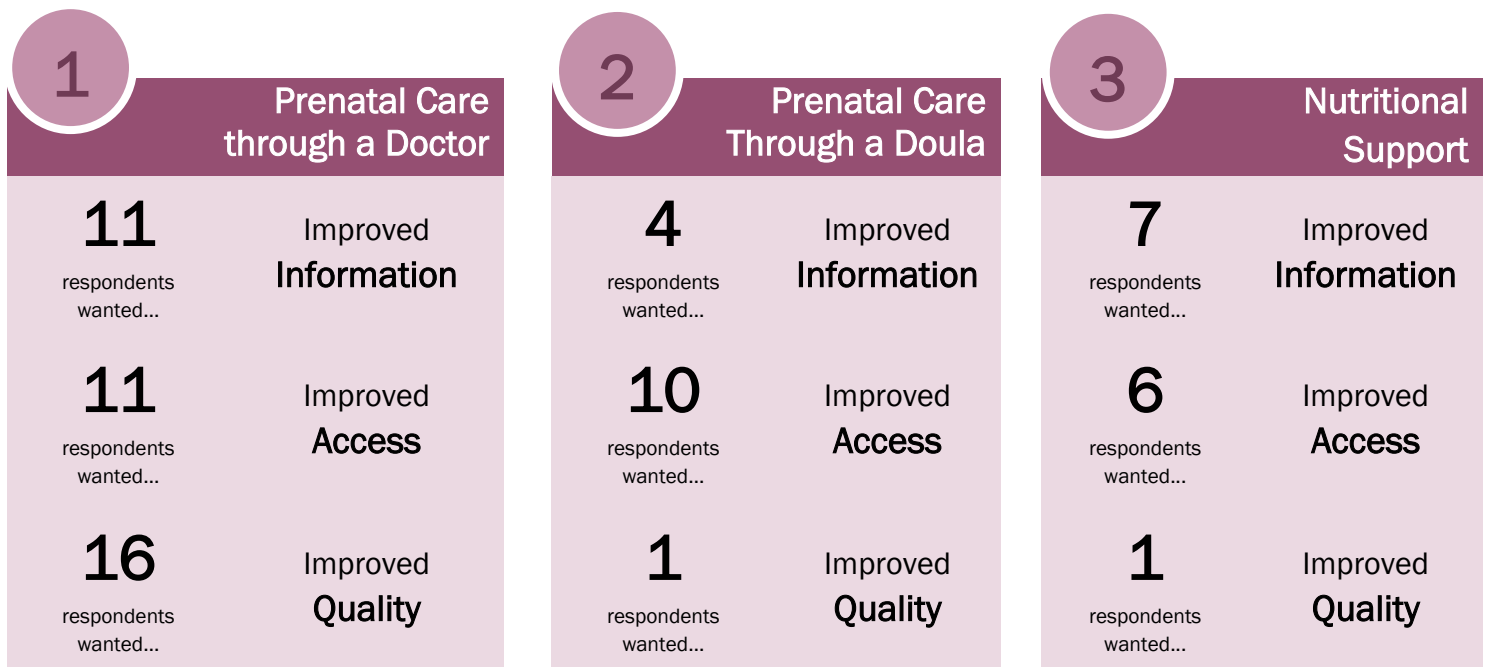 1
Prenatal Care
through a Doctor
11
respondents
wanted...
Improved
Information
11
respondents
wanted...
Improved
Access
16
respondents
wanted...
Improved
Quality
2
Prenatal Care
Through a Doula
4
respondents
wanted...
Improved
Information
10
respondents
wanted...
Improved
Access
1
respondents
wanted...
Improved
Quality
3
Nutritional
Support
7
respondents
wanted...
Improved
Information
6
respondents
wanted...
Improved
Access
1
respondents
wanted...
Improved
Quality